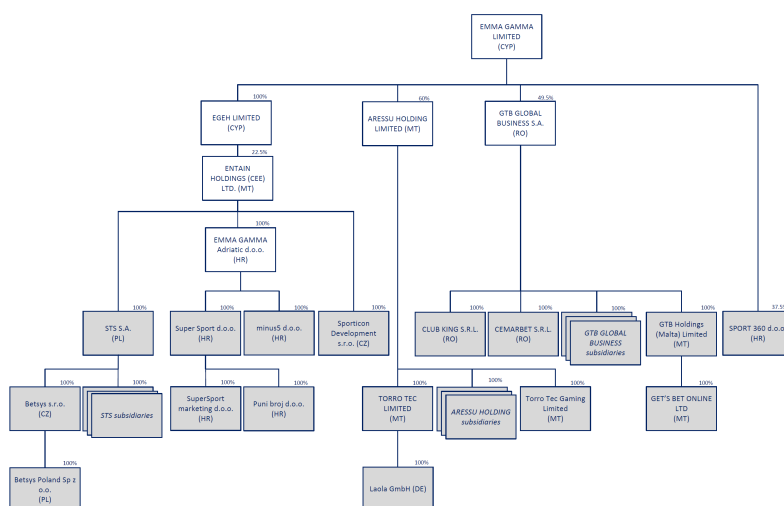 EMMA GAMMA
LIMITED
(CYP)
100%
EGEH LIMITED
(CYP)
60%
ARESSU HOLDING
LIMITED (MT)
49.5%
GTB GLOBAL
BUSINESS S.A.
(RO)
22.5%
ENTAIN
HOLDINGS (CEE)
LTD. (MT)
100%
EMMA GAMMA
Adriatic d.o.o.
(HR)
100%
STS S.A.
(PL)
100%
Super Sport d.o.o.
(HR)
100%
minus5 d.o.o.
(HR)
100%
Sporticon
Development
s.r.o. (CZ)
100%
CLUB KING S.R.L.
(RO)
100%
CEMARBET S.R.L.
(RO)
100%
GTB GLOBAL
BUSINESS
subsidiaries
100%
GTB Holdings
(Malta) Limited
(MT)
37.5%
SPORT 360 d.o.o.
(HR)
100%
Betsys s.r.o.
(CZ)
100%
STS subsidiaries
100%
SuperSport
marketing d.o.o.
(HR)
100%
Puni broj d.o.o.
(HR)
100%
TORRO TEC
LIMITED
(MT)
100%
ARESSU HOLDING
subsidiaries
100%
Torro Tec Gaming
Limited
(MT)
100%
GET'S BET ONLINE
LTD
(MT)
100%
Betsys Poland Sp z
o.o.
(PL)
100%
Laola GmbH (DE)